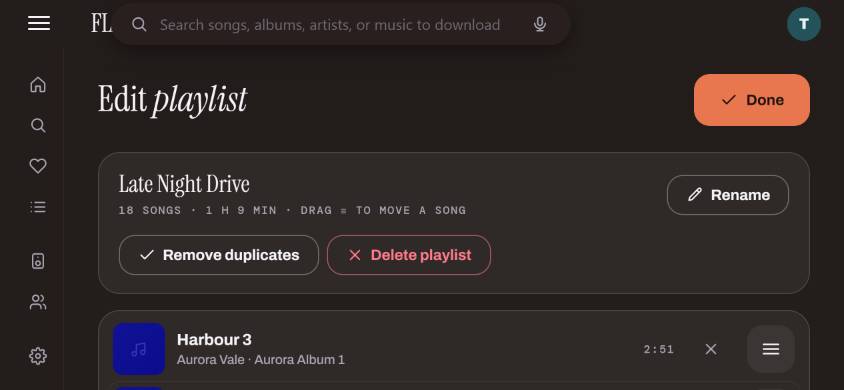 FL
Search songs, albums, artists, or music to download
T
Edit playlist
Done
Late Night Drive
18 SONGS · 1 H 9 MIN · DRAG ≡ TO MOVE A SONG
Rename
Remove duplicates
Delete playlist
Harbour 3
Aurora Vale · Aurora Album 1
2:51